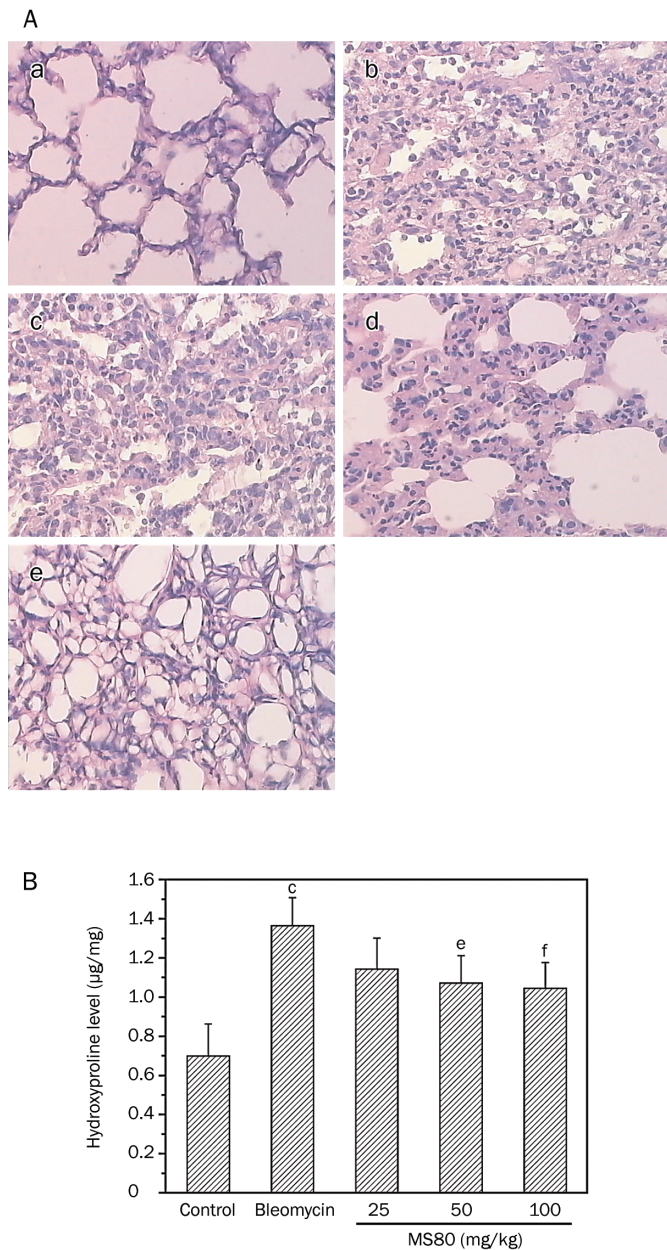 A
a
b
c
d
e
B
1.6
1.4
1.2
1.0
0.8
0.6
0.4
0.2
0
Hydroxyproline level (μg/mg)
c
e
f
Control Bleomycin 25 50 100
MS80 (mg/kg)